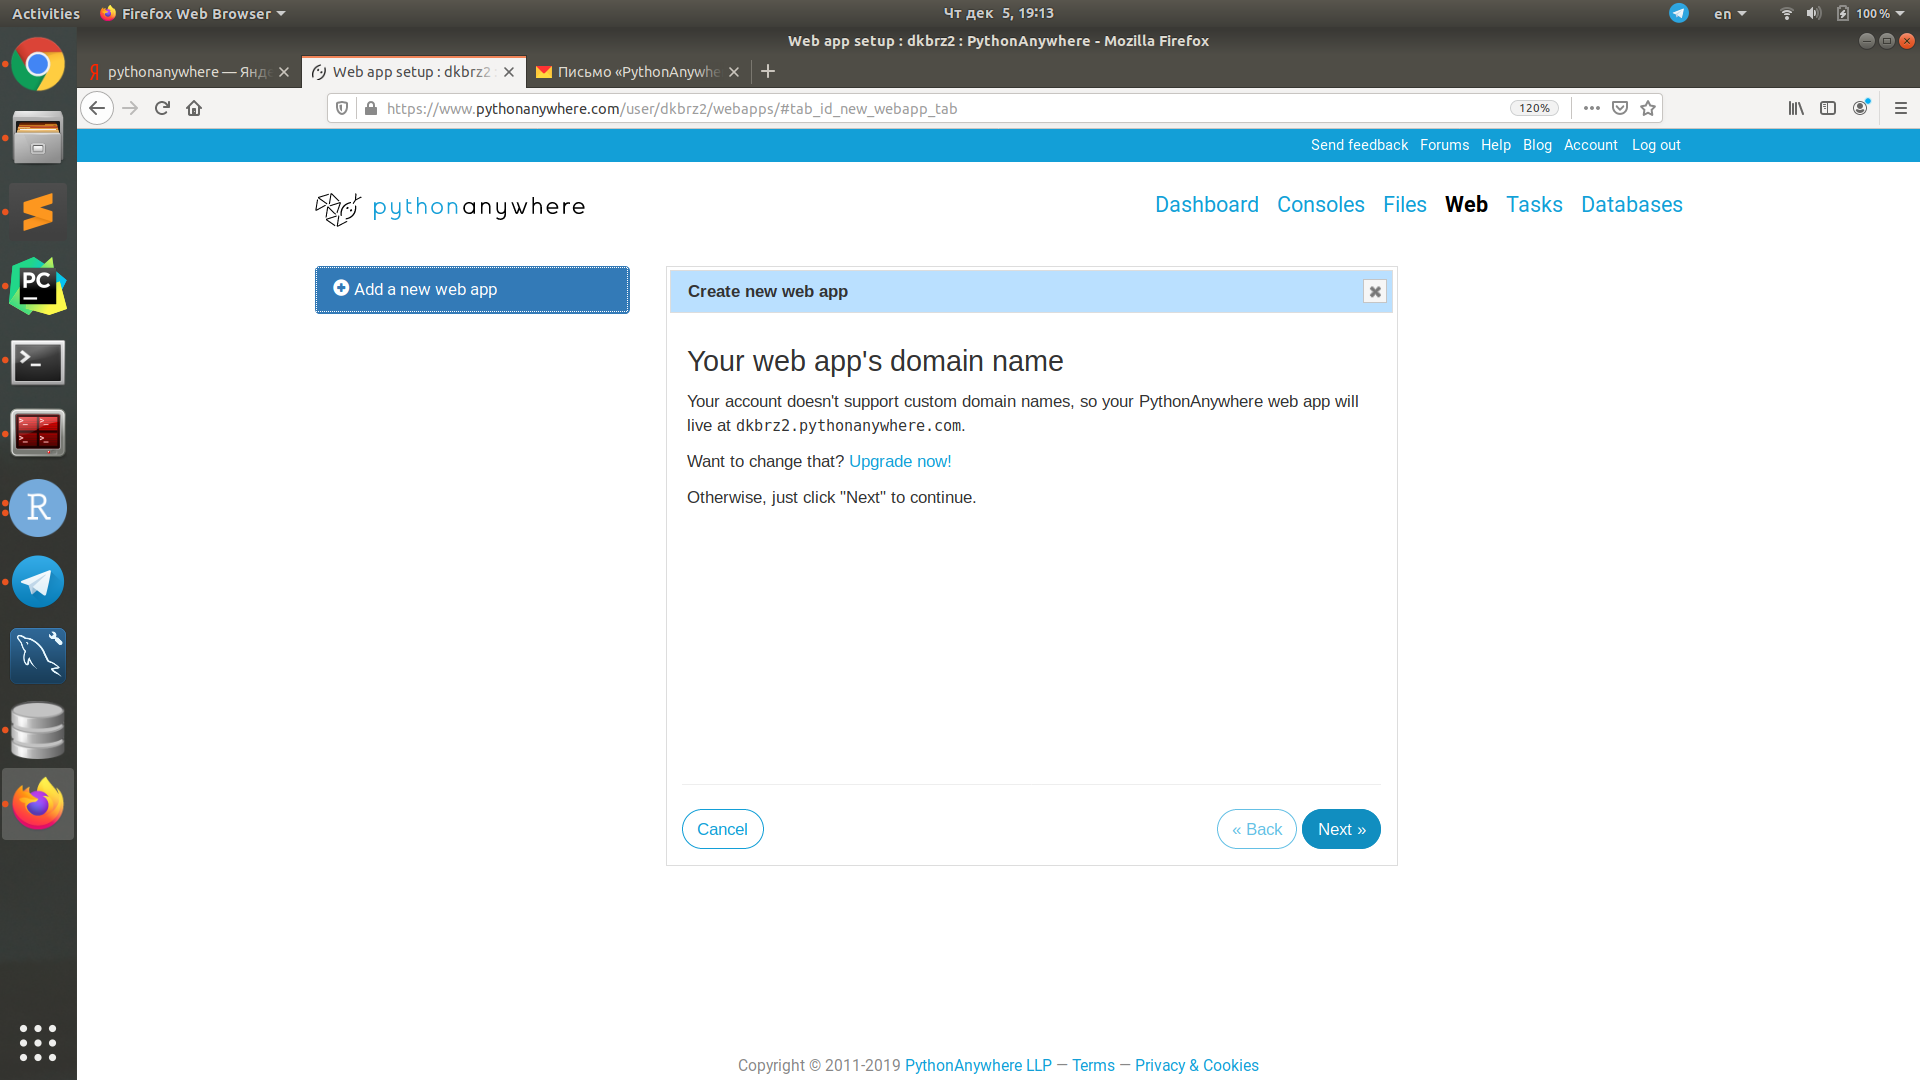 Activities
Firefox Web Browser
Чт дек 5, 19:13
en
100 %
Web app setup : dkbrz2 : PythonAnywhere - Mozilla Firefox
pythonanywhere — Янде
Web app setup : dkbrz2 :
Письмо «PythonAnywhe
https://www.pythonanywhere.com/user/dkbrz2/webapps/#tab_id_new_webapp_tab
120%
Send feedback Forums Help Blog Account Log out
pythonanywhere
Dashboard Consoles Files Web Tasks Databases
Add a new web app
Create new web app
Your web app's domain name
Your account doesn't support custom domain names, so your PythonAnywhere web app will
live at dkbrz2.pythonanywhere.com.
Want to change that? Upgrade now!
Otherwise, just click "Next" to continue.
Cancel
« Back
Next »
Copyright © 2011-2019 PythonAnywhere LLP — Terms — Privacy & Cookies
PC
R